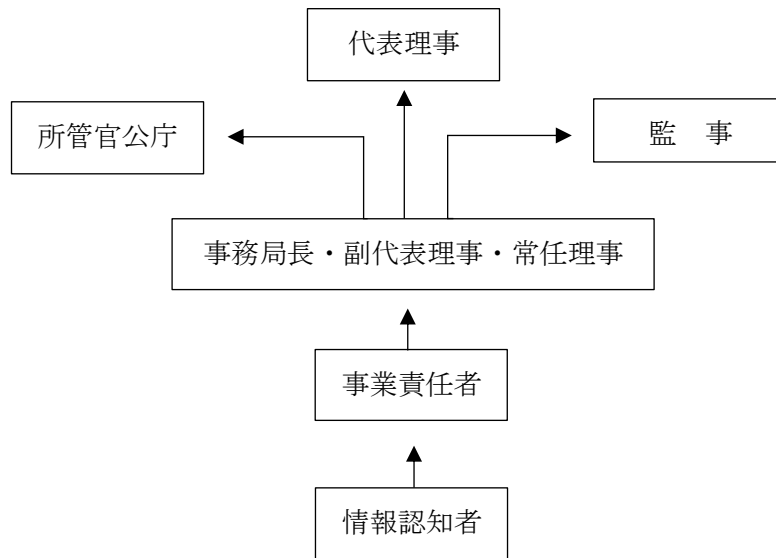 代表理事
所管官公庁
監　事
事務局長・副代表理事・常任理事
事業責任者
情報認知者